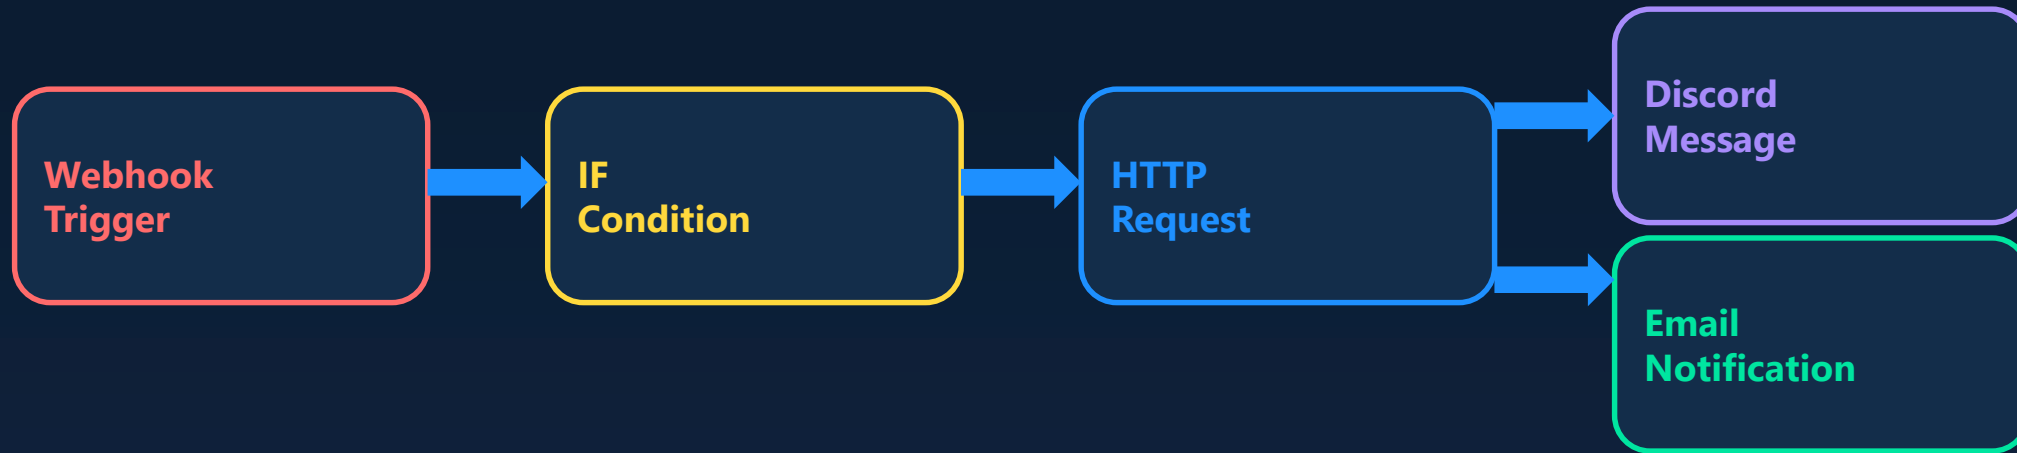 Webhook
Trigger
IF
Condition
HTTP
Request
Discord
Message
Email
Notification